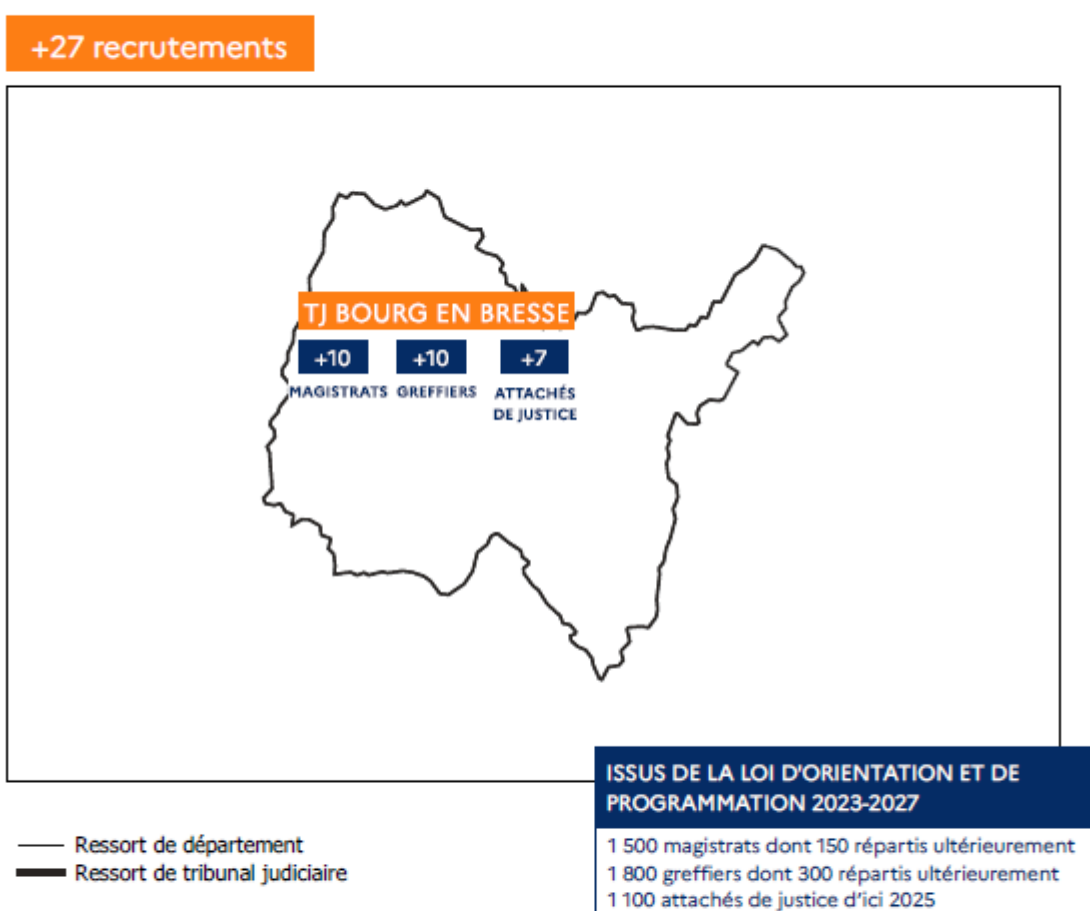 +27 recrutements
TJ BOURG EN BRESSE
+10
+10
+7
MAGISTRATS
GREFFIERS
ATTACHÉS
DE JUSTICE
ISSUS DE LA LOI D'ORIENTATION ET DE
PROGRAMMATION 2023-2027
1 500 magistrats dont 150 répartis ultérieurement
1 800 greffiers dont 300 répartis ultérieurement
1 100 attachés de justice d'ici 2025
Ressort de département
Ressort de tribunal judiciaire